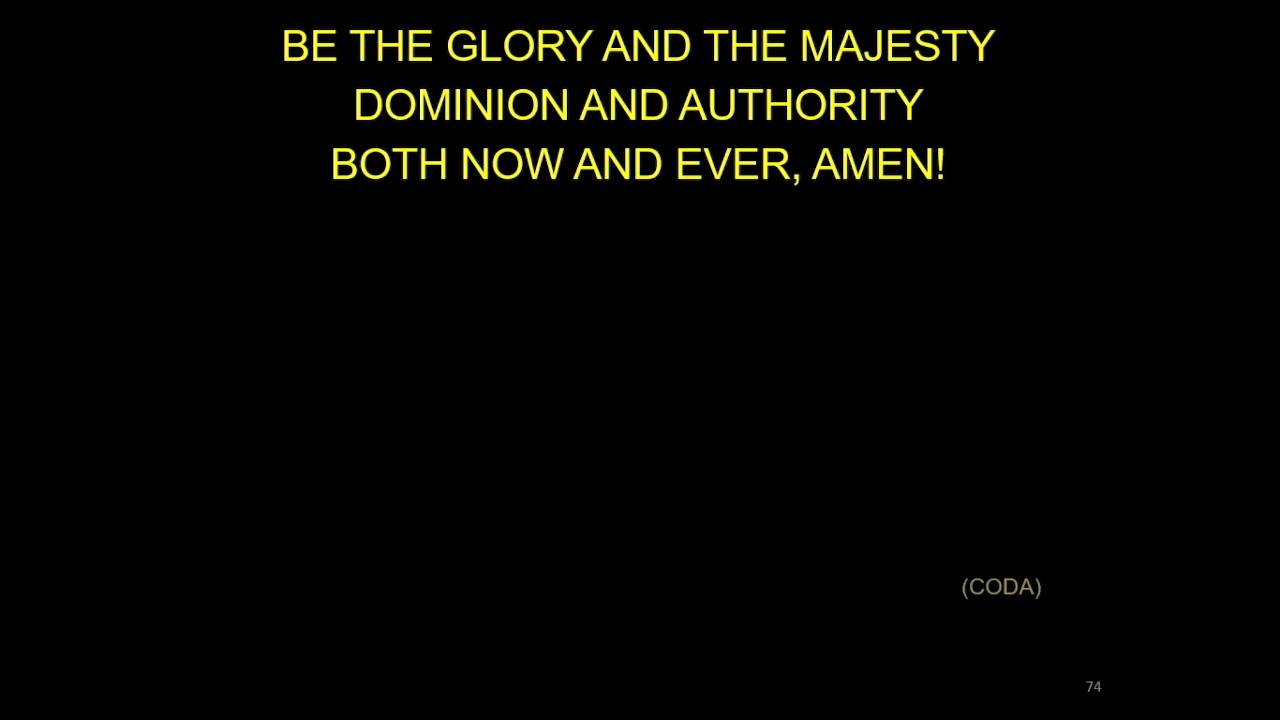 BE THE GLORY AND THE MAJESTY
DOMINION AND AUTHORITY
BOTH NOW AND EVER, AMEN!
(CODA)
74